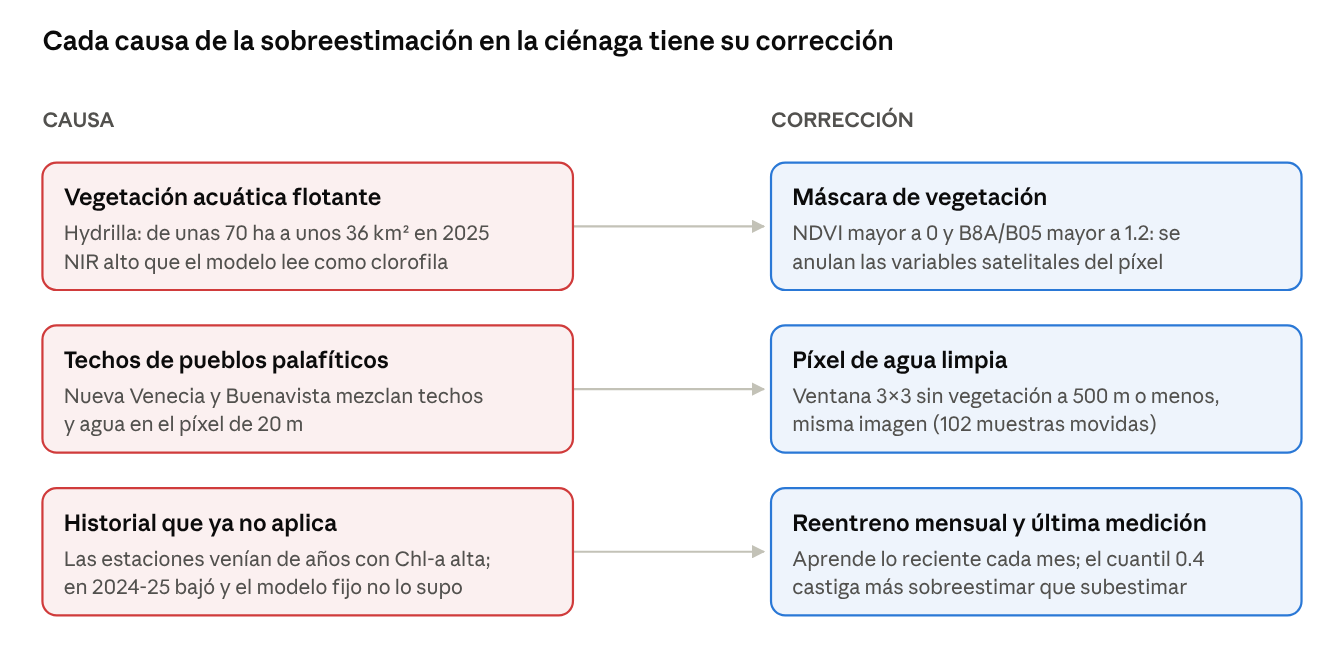 Cada causa de la sobreestimación en la ciénaga tiene su corrección
CAUSA
CORRECCIÓN
Vegetación acuática flotante
Hydrilla: de unas 70 ha a unos 36 km² en 2025
NIR alto que el modelo lee como clorofila
Máscara de vegetación
NDVI mayor a 0 y B8A/B05 mayor a 1.2: se
anulan las variables satelitales del píxel
Techos de pueblos palafíticos
Nueva Venecia y Buenavista mezclan techos
y agua en el píxel de 20 m
Píxel de agua limpia
Ventana 3×3 sin vegetación a 500 m o menos,
misma imagen (102 muestras movidas)
Historial que ya no aplica
Las estaciones venían de años con Chl-a alta;
en 2024-25 bajó y el modelo fijo no lo supo
Reentreno mensual y última medición
Aprende lo reciente cada mes; el cuantil 0.4
castiga más sobreestimar que subestimar